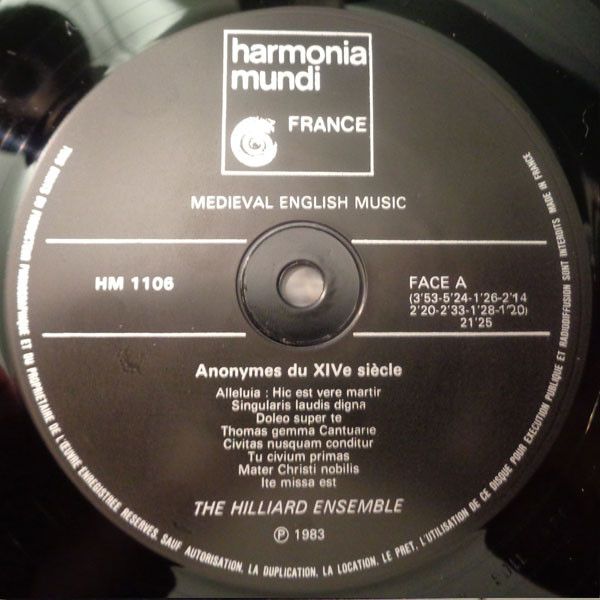 harmonia
mundi
FRANCE
MEDIEVAL ENGLISH MUSIC
HM 1106
FACE A
(3'53-5'24-1'26-2'14
2'20-2'33-1'28-1'20)
21'25
Anonymes du XIVe siècle
Alleluia : Hic est vere martir
Singularis laudis digna
Doleo super te
Thomas gemma Cantuarie
Civitas nusquam conditur
Tu civium primas
Mater Christi nobilis
Ite missa est
THE HILLIARD ENSEMBLE
℗ 1983
TOUS DROITS DU PRODUCTEUR PHONOGRAPHIQUE ET DU PROPRIETAIRE DE L'ŒUVRE ENREGISTREE RESERVES. SAUF AUTORISATION, LA DUPLICATION, LA LOCATION, LE PRET, L'UTILISATION DE CE DISQUE POUR EXECUTION PUBLIQUE ET RADIODIFFUSION SONT INTERDITS MADE IN FRANCE